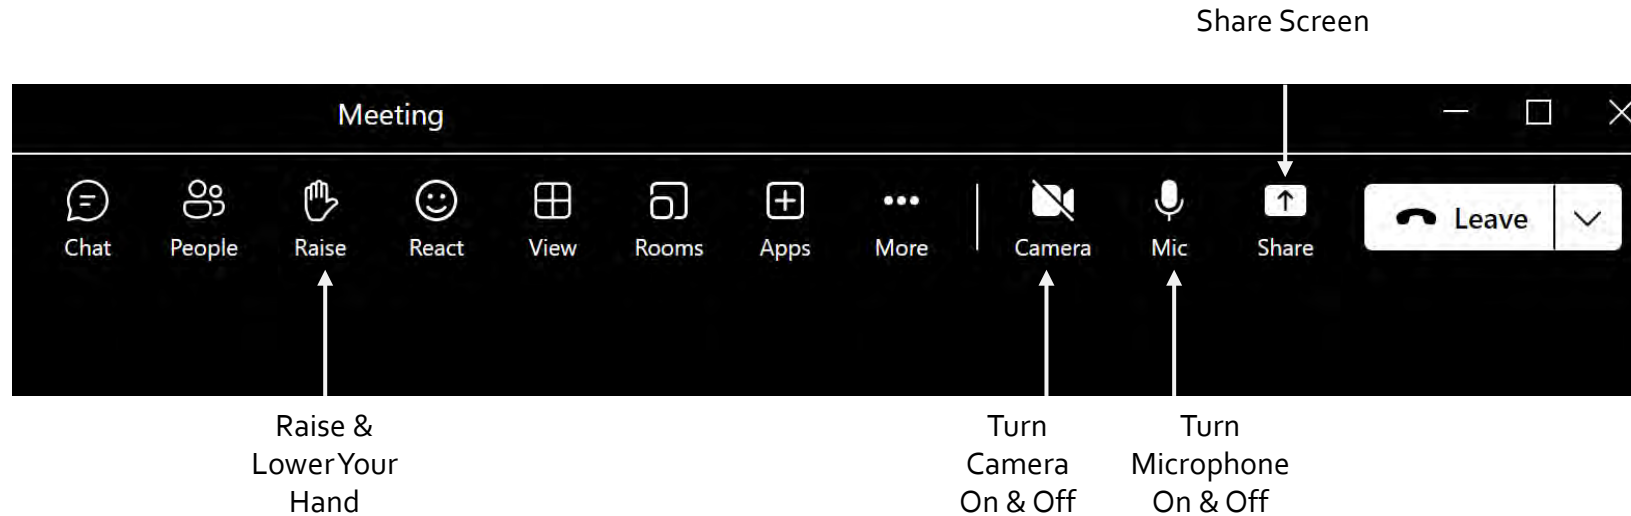 Share Screen
Meeting
Chat People Raise React View Rooms Apps More Camera Mic Share Leave
Raise & Turn Turn
Lower Your Camera Microphone
Hand On & Off On & Off